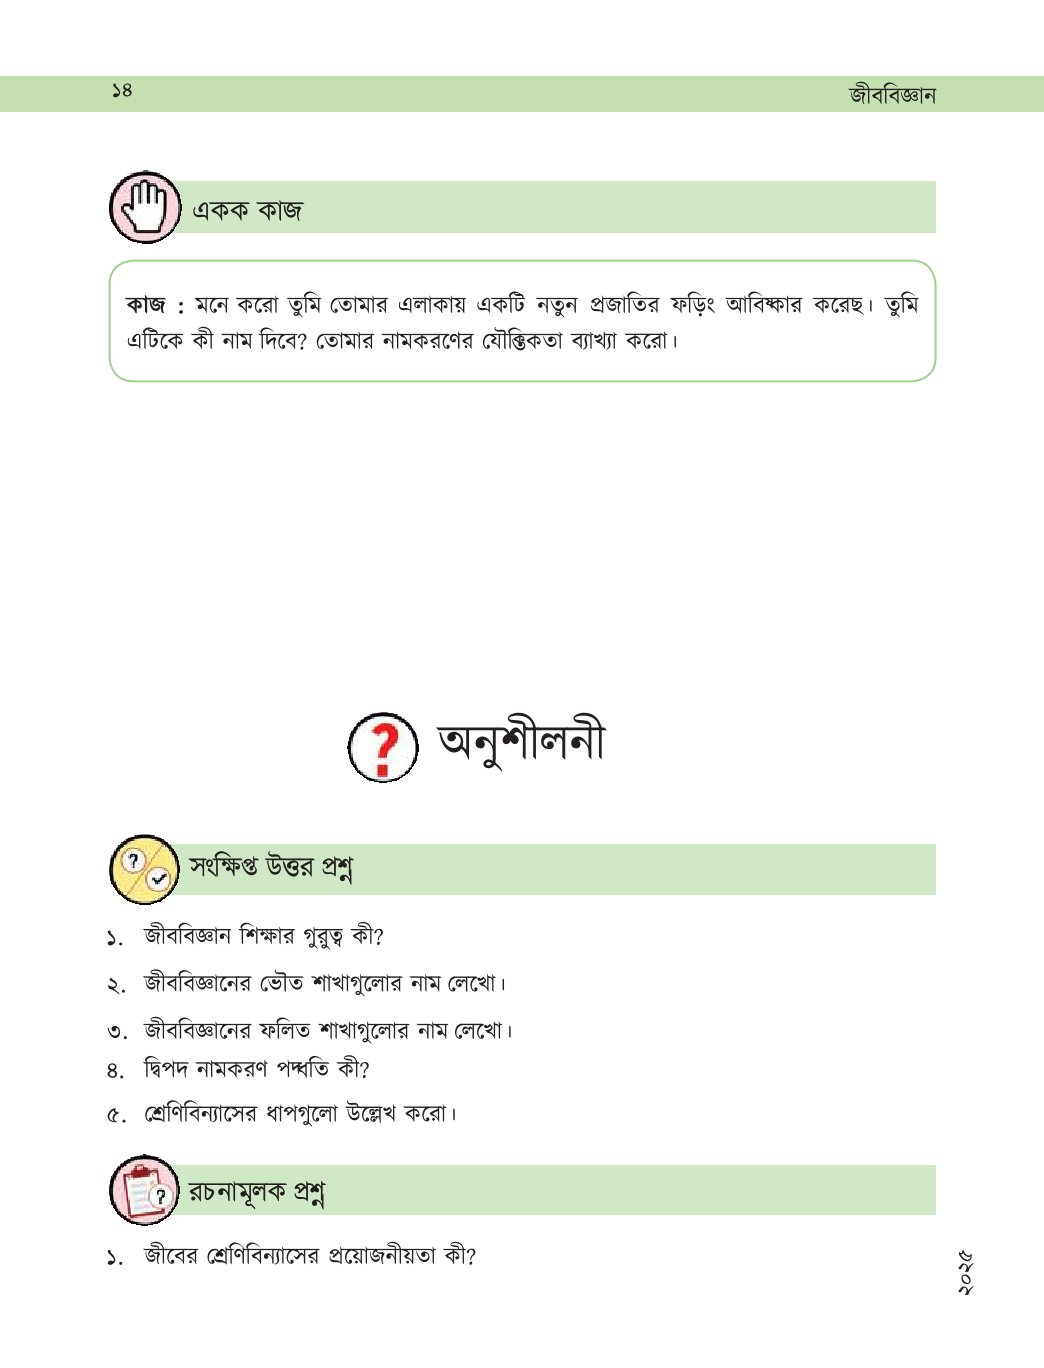 ১৪
জীববিজ্ঞান
একক কাজ
কাজ : মনে করো তুমি তোমার এলাকায় একটি নতুন প্রজাতির ফড়িং আবিষ্কার করেছ। তুমি
এটিকে কী নাম দিবে? তোমার নামকরণের যৌক্তিকতা ব্যাখ্যা করো।
অনুশীলনী
সংক্ষিপ্ত উত্তর প্রশ্ন
১. জীববিজ্ঞান শিক্ষার গুরুত্ব কী?
২. জীববিজ্ঞানের ভৌত শাখাগুলোর নাম লেখো।
৩. জীববিজ্ঞানের ফলিত শাখাগুলোর নাম লেখো।
৪. দ্বিপদ নামকরণ পদ্ধতি কী?
৫. শ্রেণিবিন্যাসের ধাপগুলো উল্লেখ করো।
রচনামূলক প্রশ্ন
১. জীবের শ্রেণিবিন্যাসের প্রয়োজনীয়তা কী?
২০২৫